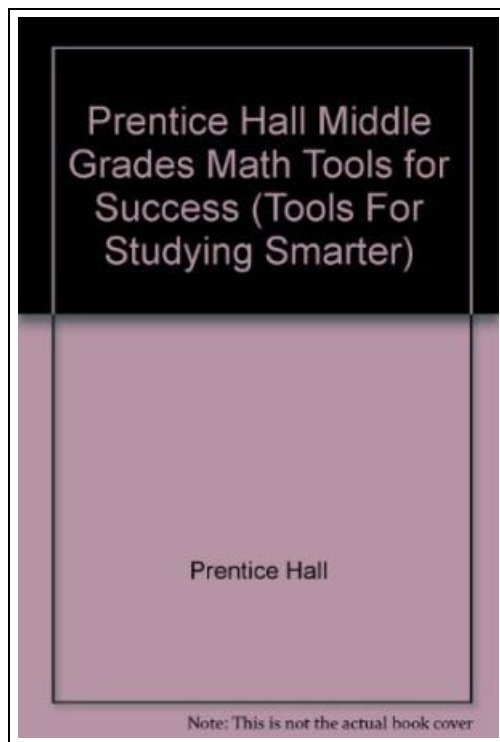 Prentice Hall Middle
Grades Math Tools for
Success (Tools For
Studying Smarter)
Prentice Hall
Note: This is not the actual book cover